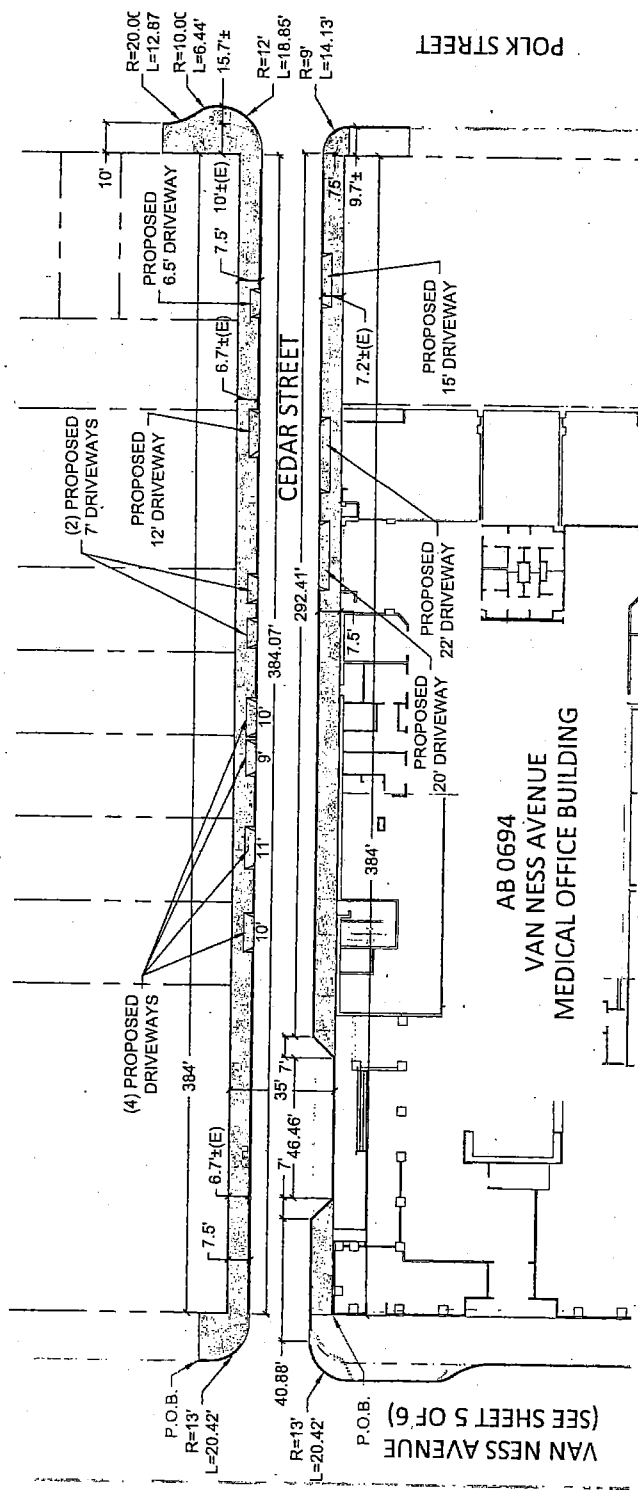 POLK STREET
R=20.00
L=12.87
R=10.00
L=6.44'
15.7'±
R=12'
L=18.85'
R=9'
L=14.13'
10'
10'±(E)
.75'
9.7'±
PROPOSED
6.5' DRIVEWAY
7.5'
6.7'±(E)
(2) PROPOSED
7' DRIVEWAYS
PROPOSED
12' DRIVEWAY
CEDAR STREET
7.2'±(E)
PROPOSED
15' DRIVEWAY
292.41'
384.07'
7.5'
PROPOSED
22' DRIVEWAY
PROPOSED
20' DRIVEWAY
10'
9'
11'
10'
(4) PROPOSED
DRIVEWAYS
384'
384'
AB 0694
VAN NESS AVENUE
MEDICAL OFFICE BUILDING
6.7'±(E)
7.5'
35'
7'
46.46'
7'
40.88'
P.O.B.
R=13'
L=20.42'
R=13'
L=20.42'
P.O.B.
VAN NESS AVENUE
(SEE SHEET 5 OF 6)